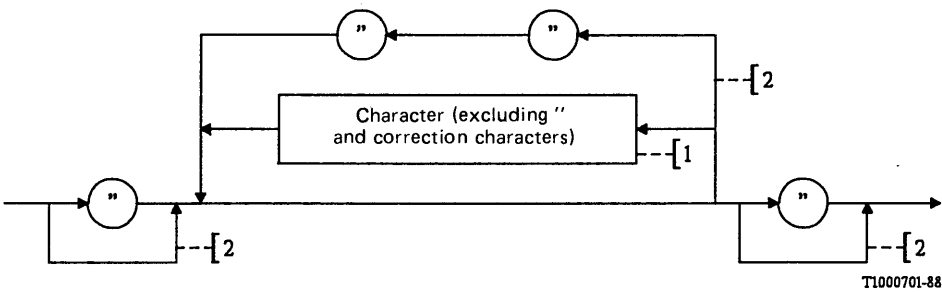 " "
[2
Character (excluding "
and correction characters)
[1
" "
[2 [2
T1000701-88